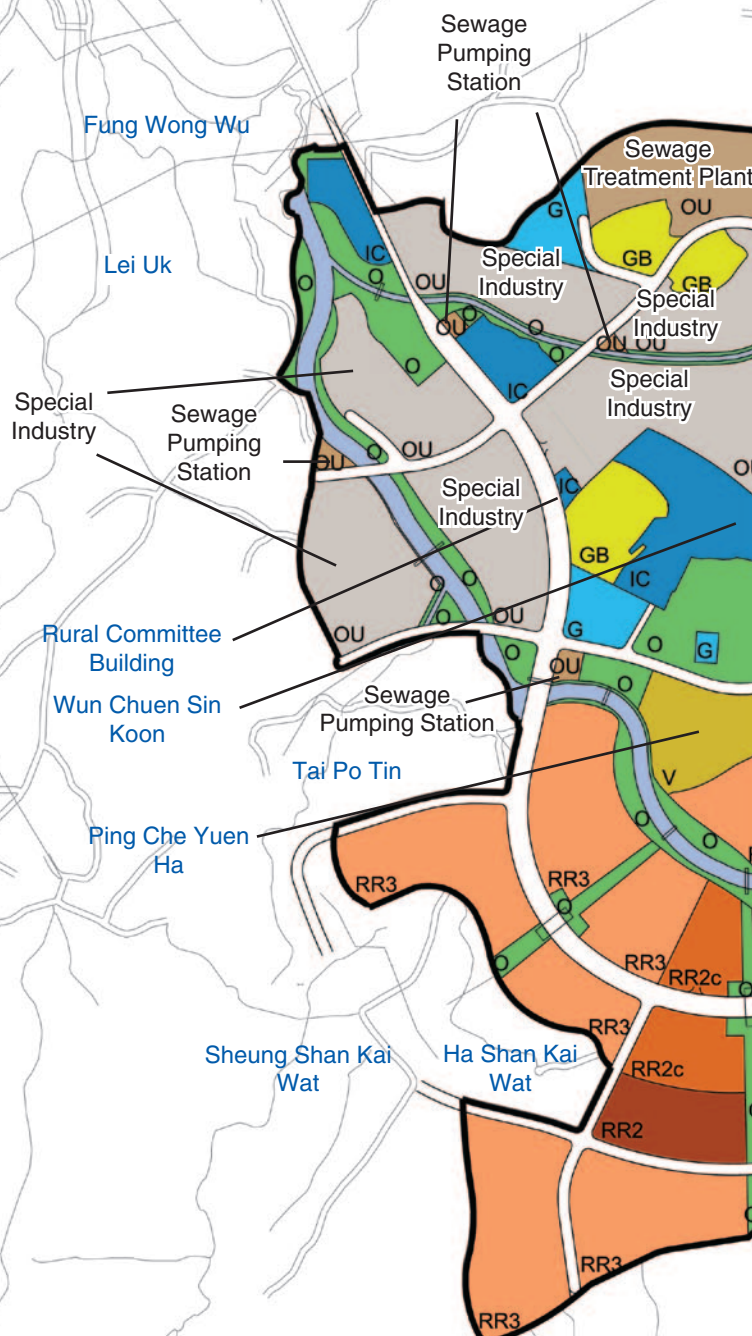 Sewage
Pumping
Station
Fung Wong Wu
Sewage
Treatment Plant
G
OU
IC
GB
Lei Uk
O
O
OU
Special
Industry
GB
Special
Industry
O
OU
O
O
OU
OU
O
IC
Special
Industry
Special
Industry
Sewage
Pumping
Station
OU
O
OU
OU
Special
Industry
IC
GB
IC
O
O
O
OU
OU
G
O
G
Rural Committee
Building
O
OU
O
Wun Chuen Sin
Koon
Sewage
Pumping Station
Tai Po Tin
V
Ping Che Yuen
Ha
O
O
RR3
RR3
O
O
RR3
RR2c
O
RR3
Sheung Shan Kai
Wat
Ha Shan Kai
Wat
RR2c
RR2
RR3
RR3